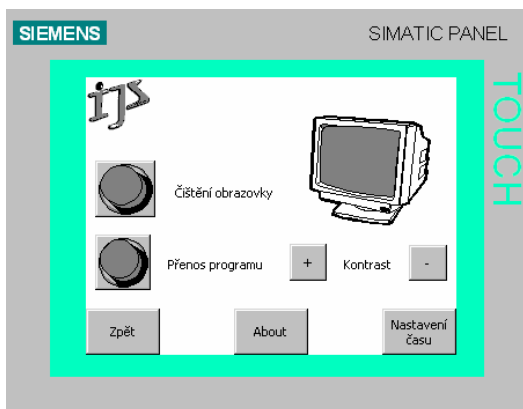 SIEMENS
SIMATIC PANEL
TOUCH
ijs
Čištění obrazovky
Přenos programu
+
Kontrast
-
Zpět
About
Nastavení
času